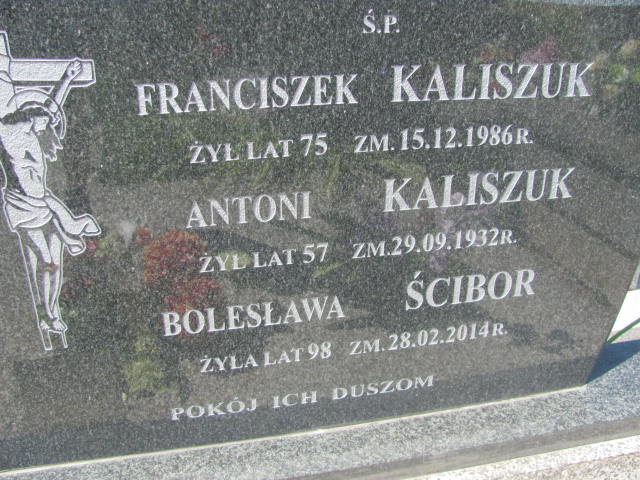 Ś.P.
FRANCISZEK KALISZUK
ŻYŁ LAT 75 ZM. 15.12.1986 R.
ANTONI KALISZUK
ŻYŁ LAT 57 ZM. 29.09.1932 R.
BOLESŁAWA ŚCIBOR
ŻYŁA LAT 98 ZM. 28.02.2014 R.
POKÓJ ICH DUSZOM